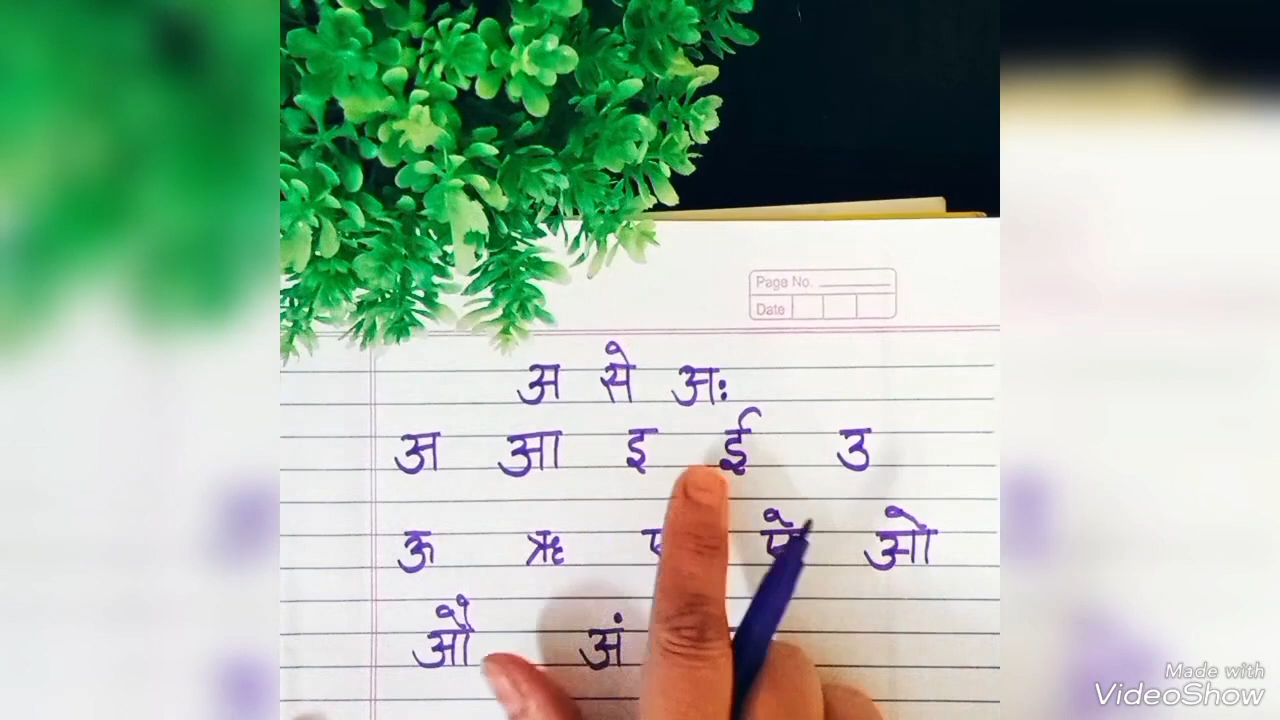 Page No.
Date
अ से अः
अ आ इ ई उ
ऊ ऋ ऐ ओ
औ अं
Made with
VideoShow